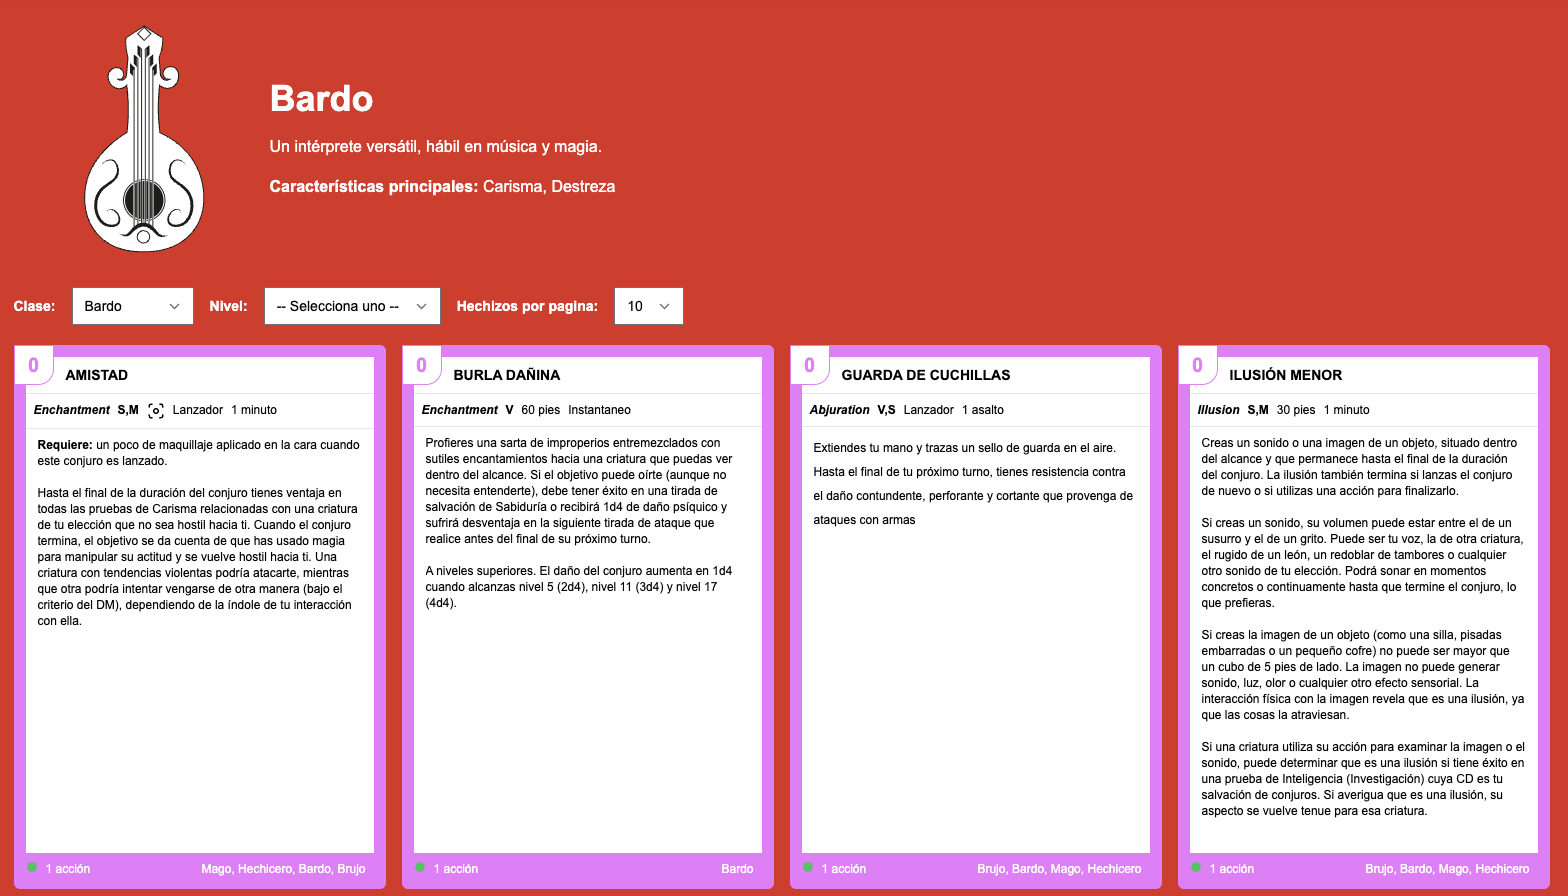 Bardo
Un intérprete versátil, hábil en música y magia.
Características principales: Carisma, Destreza
Clase: Bardo Nivel: -- Selecciona uno -- Hechizos por pagina: 10
0
AMISTAD
Enchantment S,M Lanzador 1 minuto
Requiere: un poco de maquillaje aplicado en la cara cuando
este conjuro es lanzado.
Hasta el final de la duración del conjuro tienes ventaja en
todas las pruebas de Carisma relacionadas con una criatura
de tu elección que no sea hostil hacia ti. Cuando el conjuro
termina, el objetivo se da cuenta de que has usado magia
para manipular su actitud y se vuelve hostil hacia ti. Una
criatura con tendencias violentas podría atacarte, mientras
que otra podría intentar vengarse de otra manera (bajo el
criterio del DM), dependiendo de la índole de tu interacción
con ella.
1 acción
Mago, Hechicero, Bardo, Brujo
0
BURLA DAÑINA
Enchantment V 60 pies Instantaneo
Profieres una sarta de improperios entremezclados con
sutiles encantamientos hacia una criatura que puedas ver
dentro del alcance. Si el objetivo puede oírte (aunque no
necesita entenderte), debe tener éxito en una tirada de
salvación de Sabiduría o recibirá 1d4 de daño psíquico y
sufrirá desventaja en la siguiente tirada de ataque que
realice antes del final de su próximo turno.
A niveles superiores. El daño del conjuro aumenta en 1d4
cuando alcanzas nivel 5 (2d4), nivel 11 (3d4) y nivel 17
(4d4).
1 acción
Bardo
0
GUARDA DE CUCHILLAS
Abjuration V,S Lanzador 1 asalto
Extiendes tu mano y trazas un sello de guarda en el aire.
Hasta el final de tu próximo turno, tienes resistencia contra
el daño contundente, perforante y cortante que provenga de
ataques con armas
1 acción
Brujo, Bardo, Mago, Hechicero
0
ILUSIÓN MENOR
Illusion S,M 30 pies 1 minuto
Creas un sonido o una imagen de un objeto, situado dentro
del alcance y que permanece hasta el final de la duración
del conjuro. La ilusión también termina si lanzas el conjuro
de nuevo o si utilizas una acción para finalizarlo.
Si creas un sonido, su volumen puede estar entre el de un
susurro y el de un grito. Puede ser tu voz, la de otra criatura,
el rugido de un león, un redoblar de tambores o cualquier
otro sonido de tu elección. Podrá sonar en momentos
concretos o continuamente hasta que termine el conjuro, lo
que prefieras.
Si creas la imagen de un objeto (como una silla, pisadas
embarradas o un pequeño cofre) no puede ser mayor que
un cubo de 5 pies de lado. La imagen no puede generar
sonido, luz, olor o cualquier otro efecto sensorial. La
interacción física con la imagen revela que es una ilusión, ya
que las cosas la atraviesan.
Si una criatura utiliza su acción para examinar la imagen o el
sonido, puede determinar que es una ilusión si tiene éxito en
una prueba de Inteligencia (Investigación) cuya CD es tu
salvación de conjuros. Si averigua que es una ilusión, su
aspecto se vuelve tenue para esa criatura.
1 acción
Brujo, Bardo, Mago, Hechicero